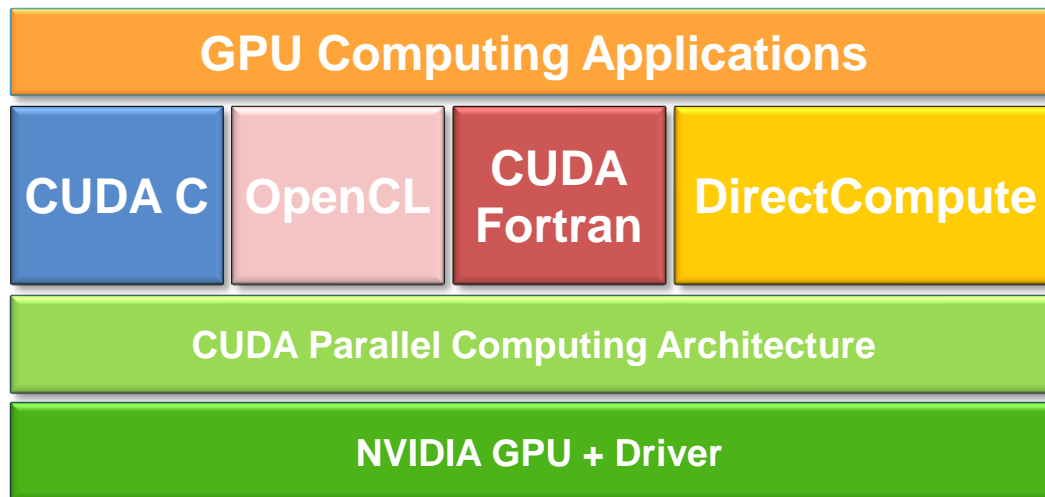 GPU Computing Applications
CUDA C
OpenCL
CUDA
Fortran
DirectCompute
CUDA Parallel Computing Architecture
NVIDIA GPU + Driver